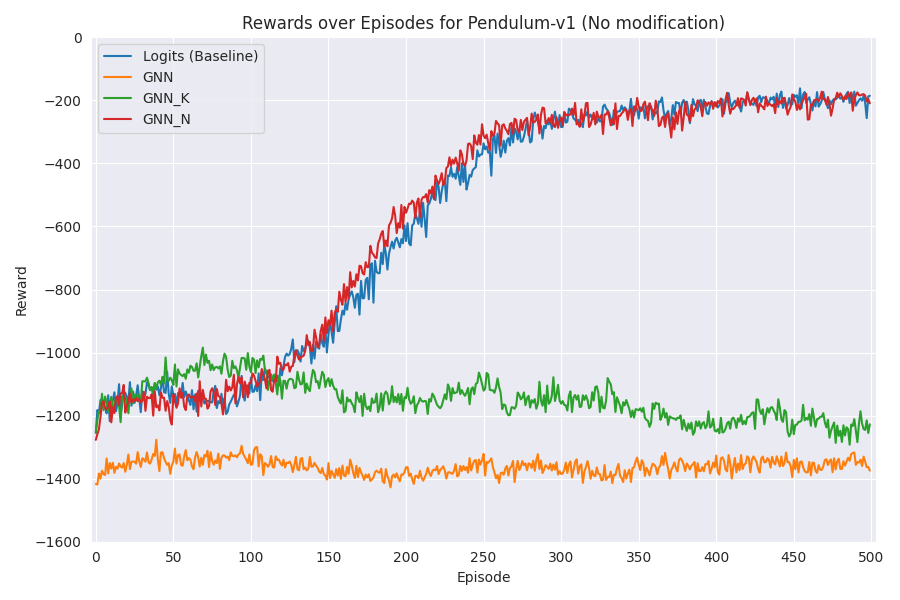 Rewards over Episodes for Pendulum-v1 (No modification)
0
−200
−400
−600
−800
−1000
−1200
−1400
−1600
Reward
Logits (Baseline)
GNN
GNN_K
GNN_N
0 50 100 150 200 250 300 350 400 450 500
Episode